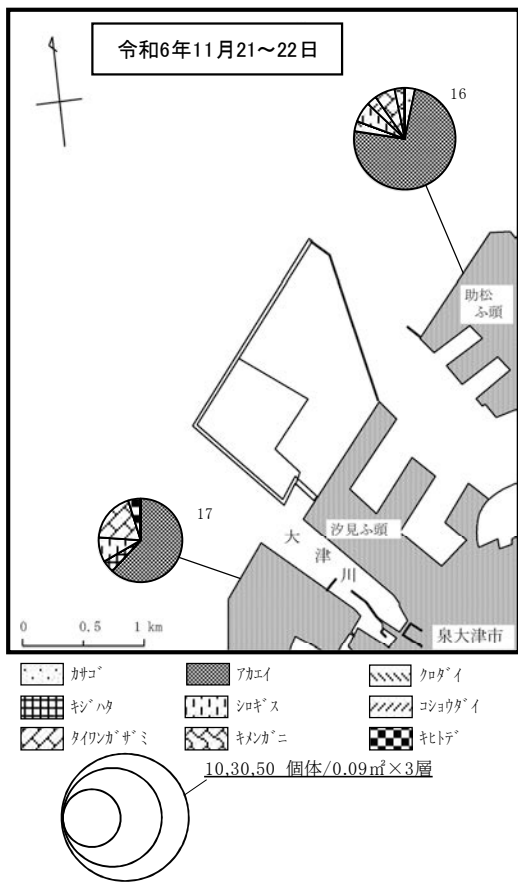 令和6年11月21～22日
16
助松
ふ頭
汐見ふ頭
17
大津川
泉大津市
0 0.5 1 km
ｶｻｺﾞ ｱｶｴｲ ｸﾛﾀﾞｲ
ｷｼﾞﾊﾀ ｼﾛｷﾞｽ ｺｼｮｳﾀﾞｲ
ﾀｲﾜﾝｶﾞｻﾞﾐ ｷﾒﾝｶﾞﾆ ｷﾋﾄﾃﾞ
10,30,50 個体/0.09㎡×3層